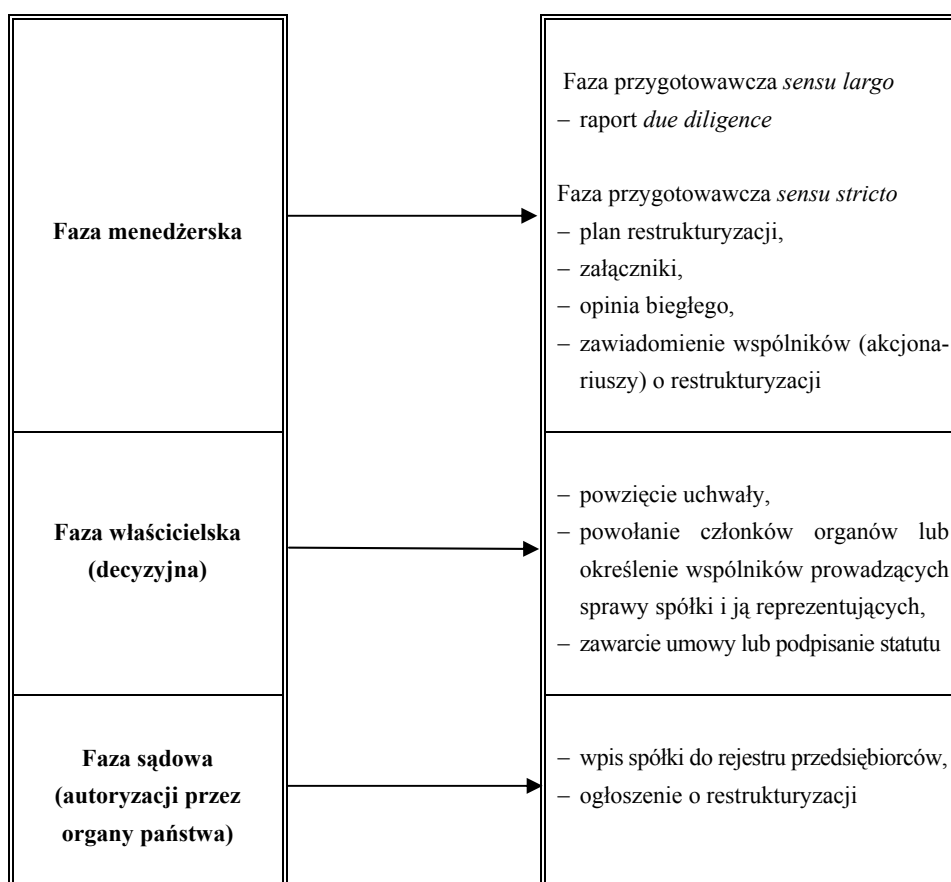 Faza menedżerska
Faza przygotowawcza sensu largo
– raport due diligence
Faza przygotowawcza sensu stricto
– plan restrukturyzacji,
– załączniki,
– opinia biegłego,
– zawiadomienie wspólników (akcjona-
riuszy) o restrukturyzacji
Faza właścicielska
(decyzyjna)
– powzięcie uchwały,
– powołanie członków organów lub
określenie wspólników prowadzących
sprawy spółki i ją reprezentujących,
– zawarcie umowy lub podpisanie statutu
Faza sądowa
(autoryzacji przez
organy państwa)
– wpis spółki do rejestru przedsiębiorców,
– ogłoszenie o restrukturyzacji